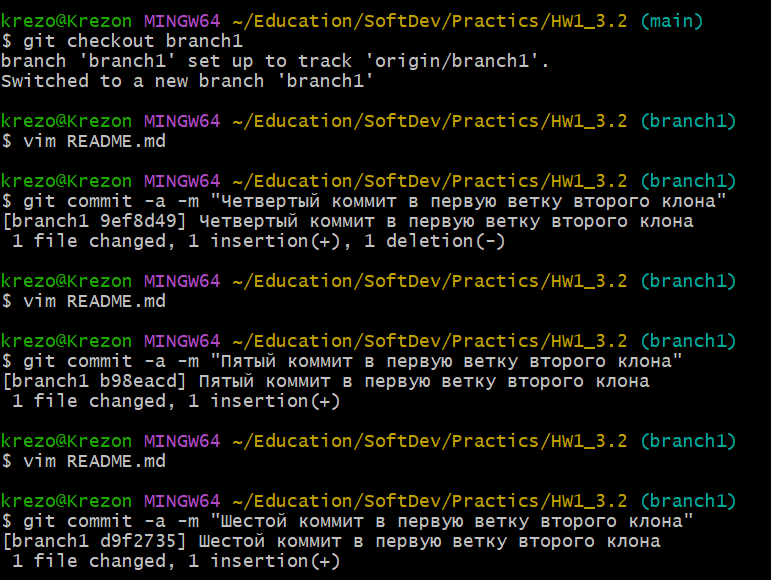 krezo@Krezon MINGW64 ~/Education/SoftDev/Practics/HW1_3.2 (main)
$ git checkout branch1
branch 'branch1' set up to track 'origin/branch1'.
Switched to a new branch 'branch1'
krezo@Krezon MINGW64 ~/Education/SoftDev/Practics/HW1_3.2 (branch1)
$ vim README.md
krezo@Krezon MINGW64 ~/Education/SoftDev/Practics/HW1_3.2 (branch1)
$ git commit -a -m "Четвертый коммит в первую ветку второго клона"
[branch1 9ef8d49] Четвертый коммит в первую ветку второго клона
 1 file changed, 1 insertion(+), 1 deletion(-)
krezo@Krezon MINGW64 ~/Education/SoftDev/Practics/HW1_3.2 (branch1)
$ vim README.md
krezo@Krezon MINGW64 ~/Education/SoftDev/Practics/HW1_3.2 (branch1)
$ git commit -a -m "Пятый коммит в первую ветку второго клона"
[branch1 b98eacd] Пятый коммит в первую ветку второго клона
 1 file changed, 1 insertion(+)
krezo@Krezon MINGW64 ~/Education/SoftDev/Practics/HW1_3.2 (branch1)
$ vim README.md
krezo@Krezon MINGW64 ~/Education/SoftDev/Practics/HW1_3.2 (branch1)
$ git commit -a -m "Шестой коммит в первую ветку второго клона"
[branch1 d9f2735] Шестой коммит в первую ветку второго клона
 1 file changed, 1 insertion(+)